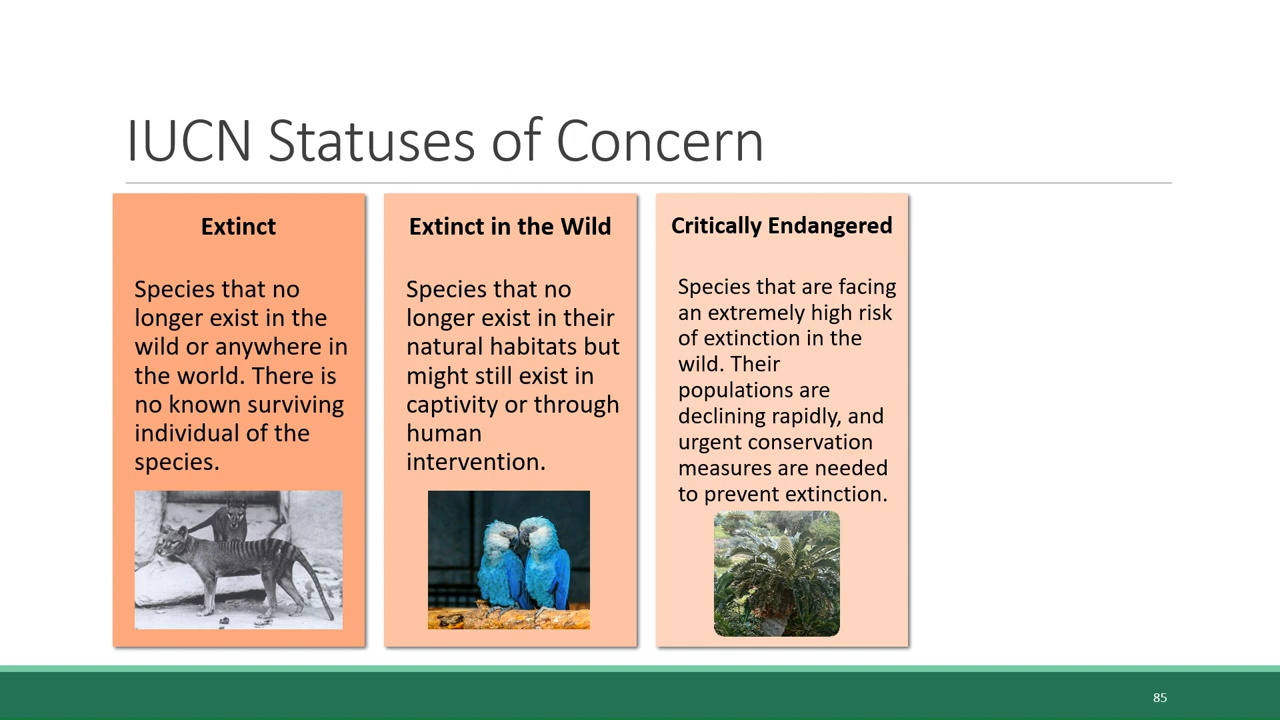 IUCN Statuses of Concern
Extinct
Species that no
longer exist in the
wild or anywhere in
the world. There is
no known surviving
individual of the
species.
Extinct in the Wild
Species that no
longer exist in their
natural habitats but
might still exist in
captivity or through
human
intervention.
Critically Endangered
Species that are facing
an extremely high risk
of extinction in the
wild. Their
populations are
declining rapidly, and
urgent conservation
measures are needed
to prevent extinction.
85